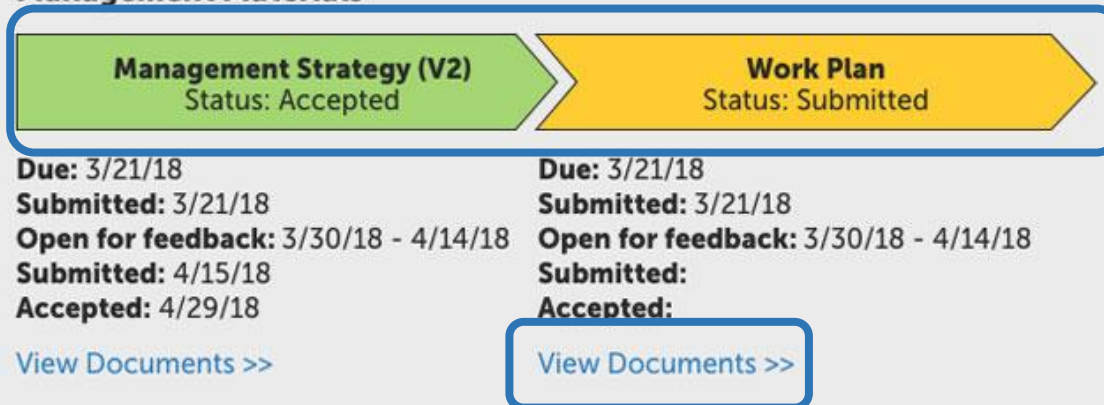 Management Strategy (V2)
Status: Accepted
Work Plan
Status: Submitted
Due: 3/21/18
Submitted: 3/21/18
Open for feedback: 3/30/18 - 4/14/18
Submitted: 4/15/18
Accepted: 4/29/18
View Documents >>
Due: 3/21/18
Submitted: 3/21/18
Open for feedback: 3/30/18 - 4/14/18
Submitted:
Accepted:
View Documents >>